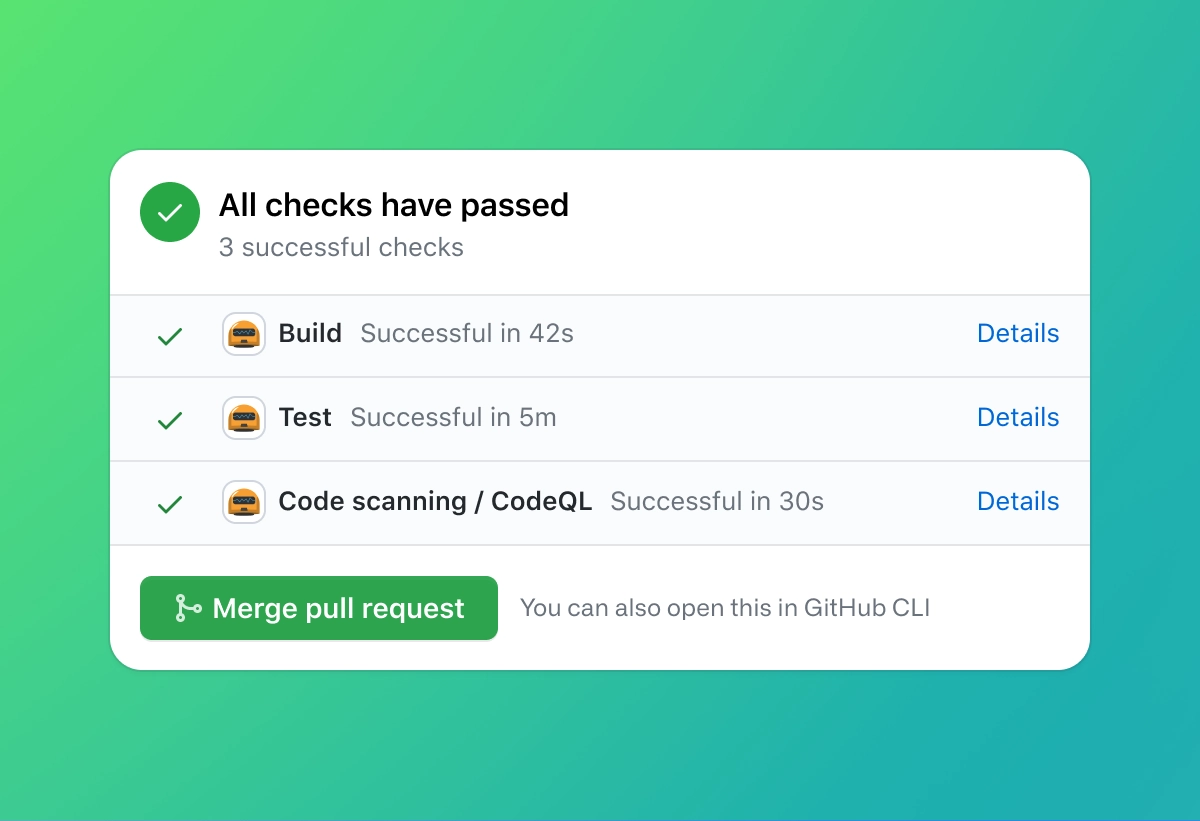 All checks have passed
3 successful checks
Build Successful in 42s Details
Test Successful in 5m Details
Code scanning / CodeQL Successful in 30s Details
Merge pull request You can also open this in GitHub CLI